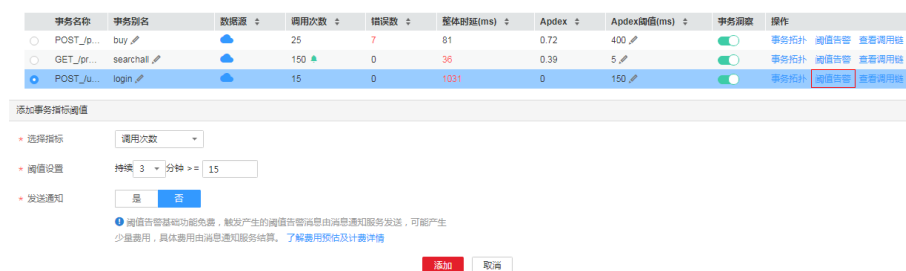 事务名称 事务别名 数据源 调用次数 错误数 整体时延(ms) Apdex Apdex阈值(ms) 事务洞察 操作
POST_/p... buy 25 7 81 0.72 400 事务拓扑 阈值告警 查看调用链
GET_/pr... searchall 150 0 36 0.39 5 事务拓扑 阈值告警 查看调用链
POST_/u... login 15 0 1031 0 150 事务拓扑 阈值告警 查看调用链
添加事务指标阈值
* 选择指标 调用次数
* 阈值设置 持续 3 分钟 >= 15
* 发送通知 是 否
阈值告警基础功能免费，触发产生的阈值告警消息由消息通知服务发送，可能产生
少量费用，具体费用由消息通知服务结算。 了解费用预估及计费详情
添加 取消